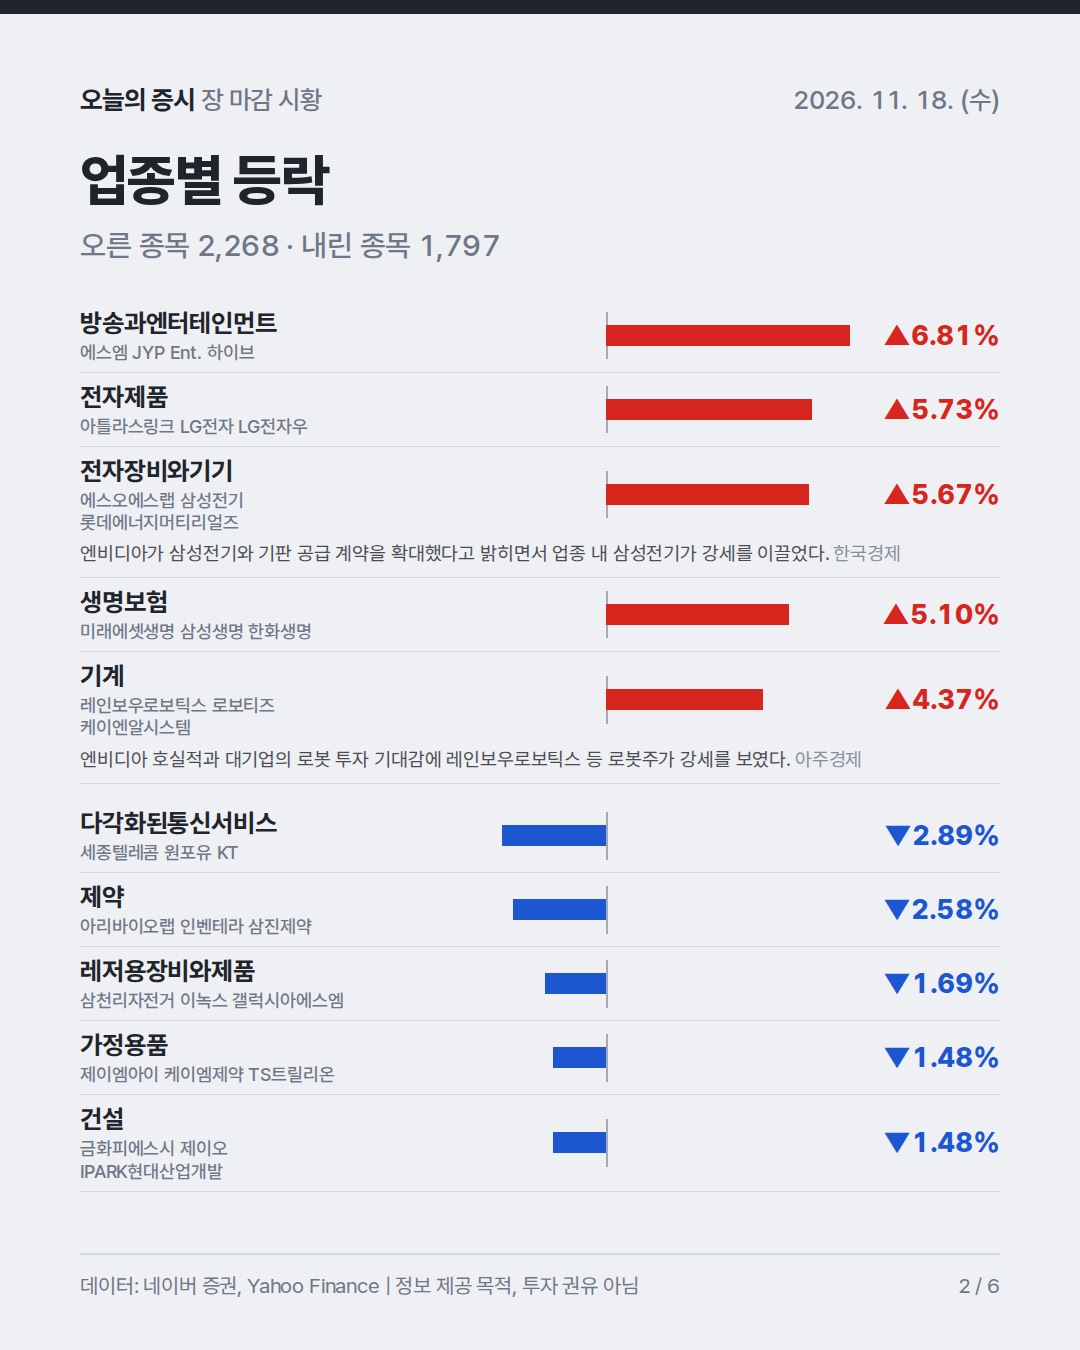 오늘의 증시 장 마감 시황
2026. 11. 18. (수)
업종별 등락
오른 종목 2,268 · 내린 종목 1,797
방송과엔터테인먼트
에스엠 JYP Ent. 하이브
▲6.81%
전자제품
아틀라스링크 LG전자 LG전자우
▲5.73%
전자장비와기기
에스오에스랩 삼성전기
롯데에너지머티리얼즈
▲5.67%
엔비디아가 삼성전기와 기판 공급 계약을 확대했다고 밝히면서 업종 내 삼성전기가 강세를 이끌었다. 한국경제
생명보험
미래에셋생명 삼성생명 한화생명
▲5.10%
기계
레인보우로보틱스 로보티즈
케이엔알시스템
▲4.37%
엔비디아 호실적과 대기업의 로봇 투자 기대감에 레인보우로보틱스 등 로봇주가 강세를 보였다. 아주경제
다각화된통신서비스
세종텔레콤 원포유 KT
▼2.89%
제약
아리바이오랩 인벤테라 삼진제약
▼2.58%
레저용장비와제품
삼천리자전거 이녹스 갤럭시아에스엠
▼1.69%
가정용품
제이엠아이 케이엠제약 TS트릴리온
▼1.48%
건설
금화피에스시 제이오
IPARK현대산업개발
▼1.48%
데이터: 네이버 증권, Yahoo Finance | 정보 제공 목적, 투자 권유 아님
2 / 6